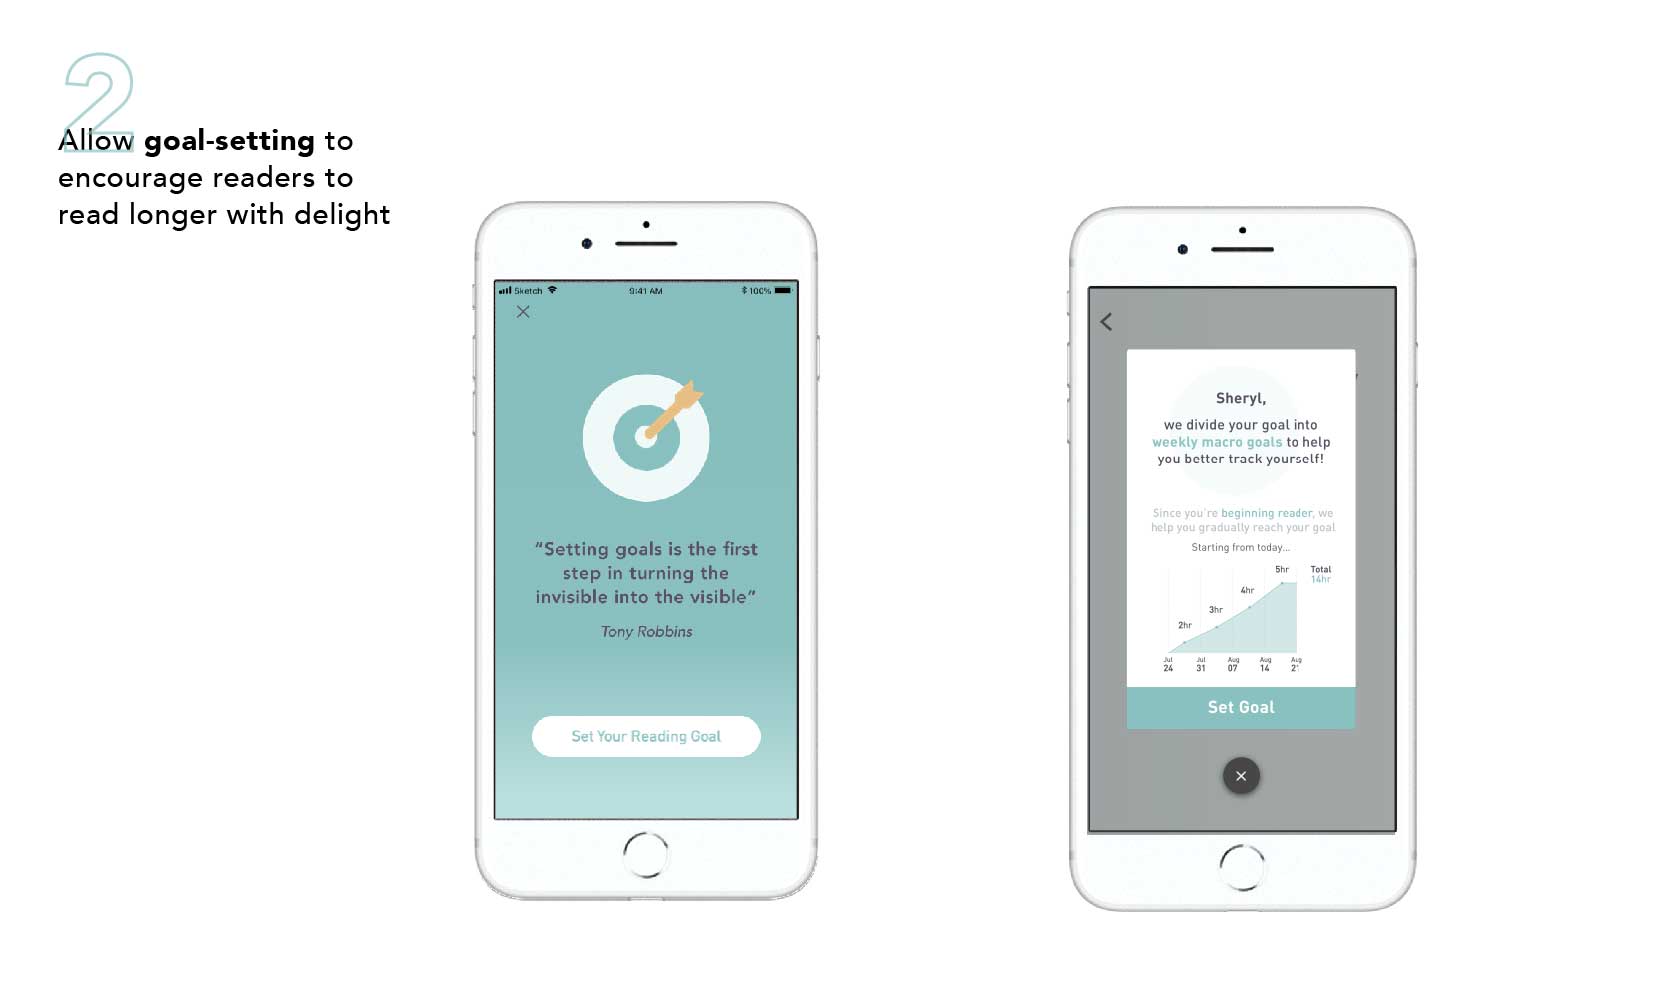 2
Allow goal-setting to
encourage readers to
read longer with delight
Sketch 9:41 AM 100%
“Setting goals is the first
step in turning the
invisible into the visible”
Tony Robbins
Set Your Reading Goal
Sheryl,
we divide your goal into
weekly macro goals to help
you better track yourself!
Since you're beginning reader, we
help you gradually reach your goal
Starting from today...
5hr Total
14hr
4hr
3hr
2hr
Jul Jul Aug Aug Aug
24 31 07 14
Set Goal